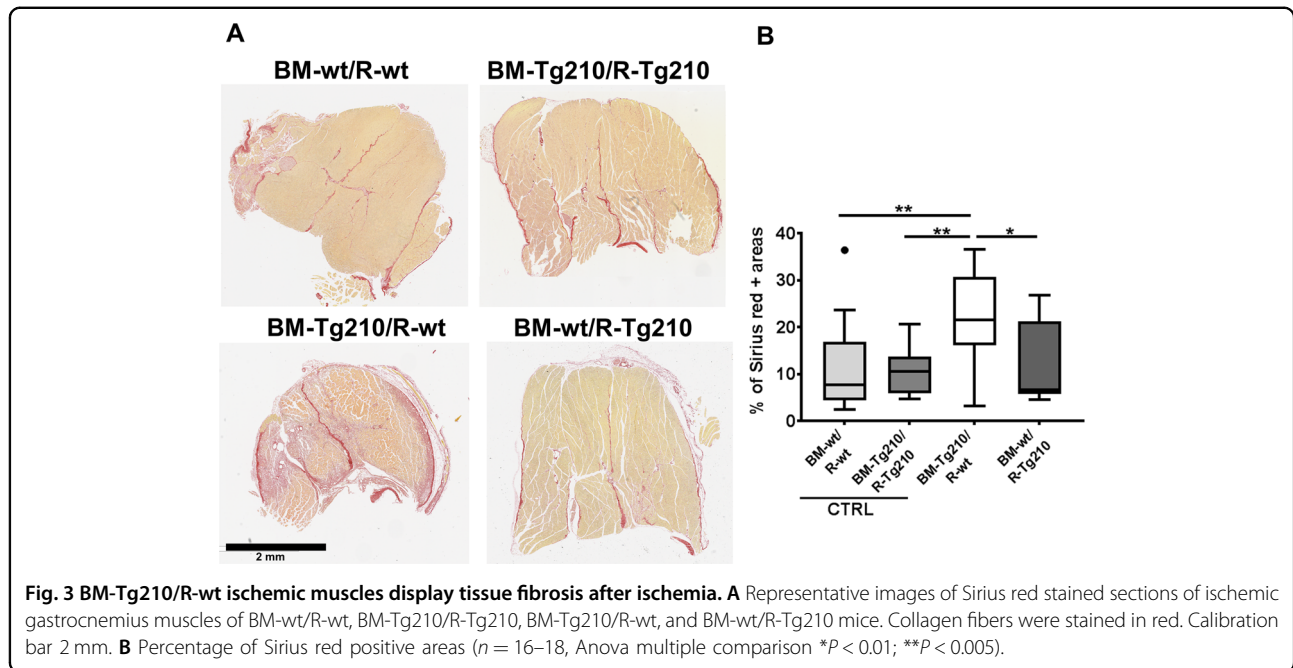 A
BM-wt/R-wt
BM-Tg210/R-Tg210
BM-Tg210/R-wt
BM-wt/R-Tg210
2 mm
B
**
**
*
% of Sirius red + areas
40
30
20
10
0
BM-wt/
R-wt
BM-Tg210/
R-Tg210
BM-Tg210/
R-wt
BM-wt/
R-Tg210
CTRL
Fig. 3 BM-Tg210/R-wt ischemic muscles display tissue fibrosis after ischemia. A Representative images of Sirius red stained sections of ischemic
gastrocnemius muscles of BM-wt/R-wt, BM-Tg210/R-Tg210, BM-Tg210/R-wt, and BM-wt/R-Tg210 mice. Collagen fibers were stained in red. Calibration
bar 2 mm. B Percentage of Sirius red positive areas (n = 16–18, Anova multiple comparison *P < 0.01; **P < 0.005).